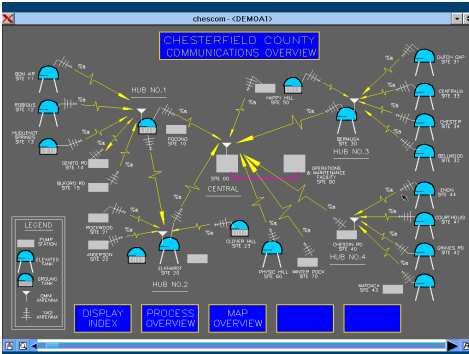 chescom - <DEMOA1>
CHESTERFIELD COUNTY
COMMUNICATIONS OVERVIEW
BON AIR
SITE 11
ROBIOUS
SITE 12
HUGUENOT
SPRINGS
SITE 13
HUB NO.1
POCONO
SITE 10
GENITO RD
SITE 14
BUFORD RD
SITE 15
HAPPY HILL
SITE 50
BERMUDA
SITE 30
HUB NO.3
DUTCH GAP
SITE 31
CENTRALIA
SITE 33
CHESTER
SITE 34
BELLWOOD
SITE 32
SITE 00
CENTRAL
OPERATIONS
& MAINTENANCE
FACILITY
SITE 80
ENON
SITE 44
COURTHOUSE
SITE 41
GRAVES RD
SITE 42
CHESDIN RD
SITE 40
HUB NO.4
MATOACA
SITE 43
ROCKWOOD
SITE 21
ANDERSON
SITE 22
CLOVER HILL
SITE 23
ELKHARDT
SITE 20
HUB NO.2
PHYSIC HILL
SITE 60
WINTER POCK
SITE 70
LEGEND
PUMP
STATION
ELEVATED
TANK
GROUND
TANK
OMNI
ANTENNA
YAGI
ANTENNA
DISPLAY
INDEX
PROCESS
OVERVIEW
MAP
OVERVIEW